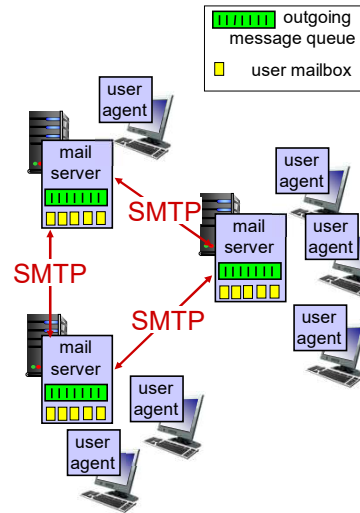 outgoing
message queue
user mailbox
user
agent
mail
server
SMTP
user
agent
mail
server
user
agent
SMTP
SMTP
user
agent
mail
server
user
agent
user
agent